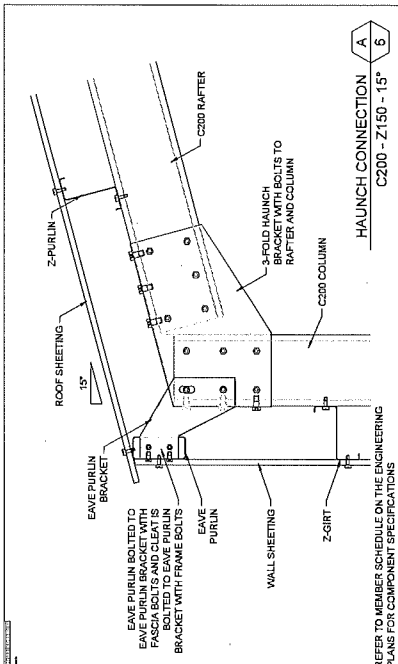 ROOF SHEETING
Z-PURLIN
15°
EAVE PURLIN
BRACKET
EAVE PURLIN BOLTED TO
EAVE PURLIN BRACKET WITH
FASCIA BOLTS AND CLEAT IS
BOLTED TO EAVE PURLIN
BRACKET WITH FRAME BOLTS
EAVE
PURLIN
C200 RAFTER
3-FOLD HAUNCH
BRACKET WITH BOLTS TO
RAFTER AND COLUMN
C200 COLUMN
WALL SHEETING
Z-GIRT
REFER TO MEMBER SCHEDULE ON THE ENGINEERING
PLANS FOR COMPONENT SPECIFICATIONS
HAUNCH CONNECTION
C200 - Z150 - 15°
A
6